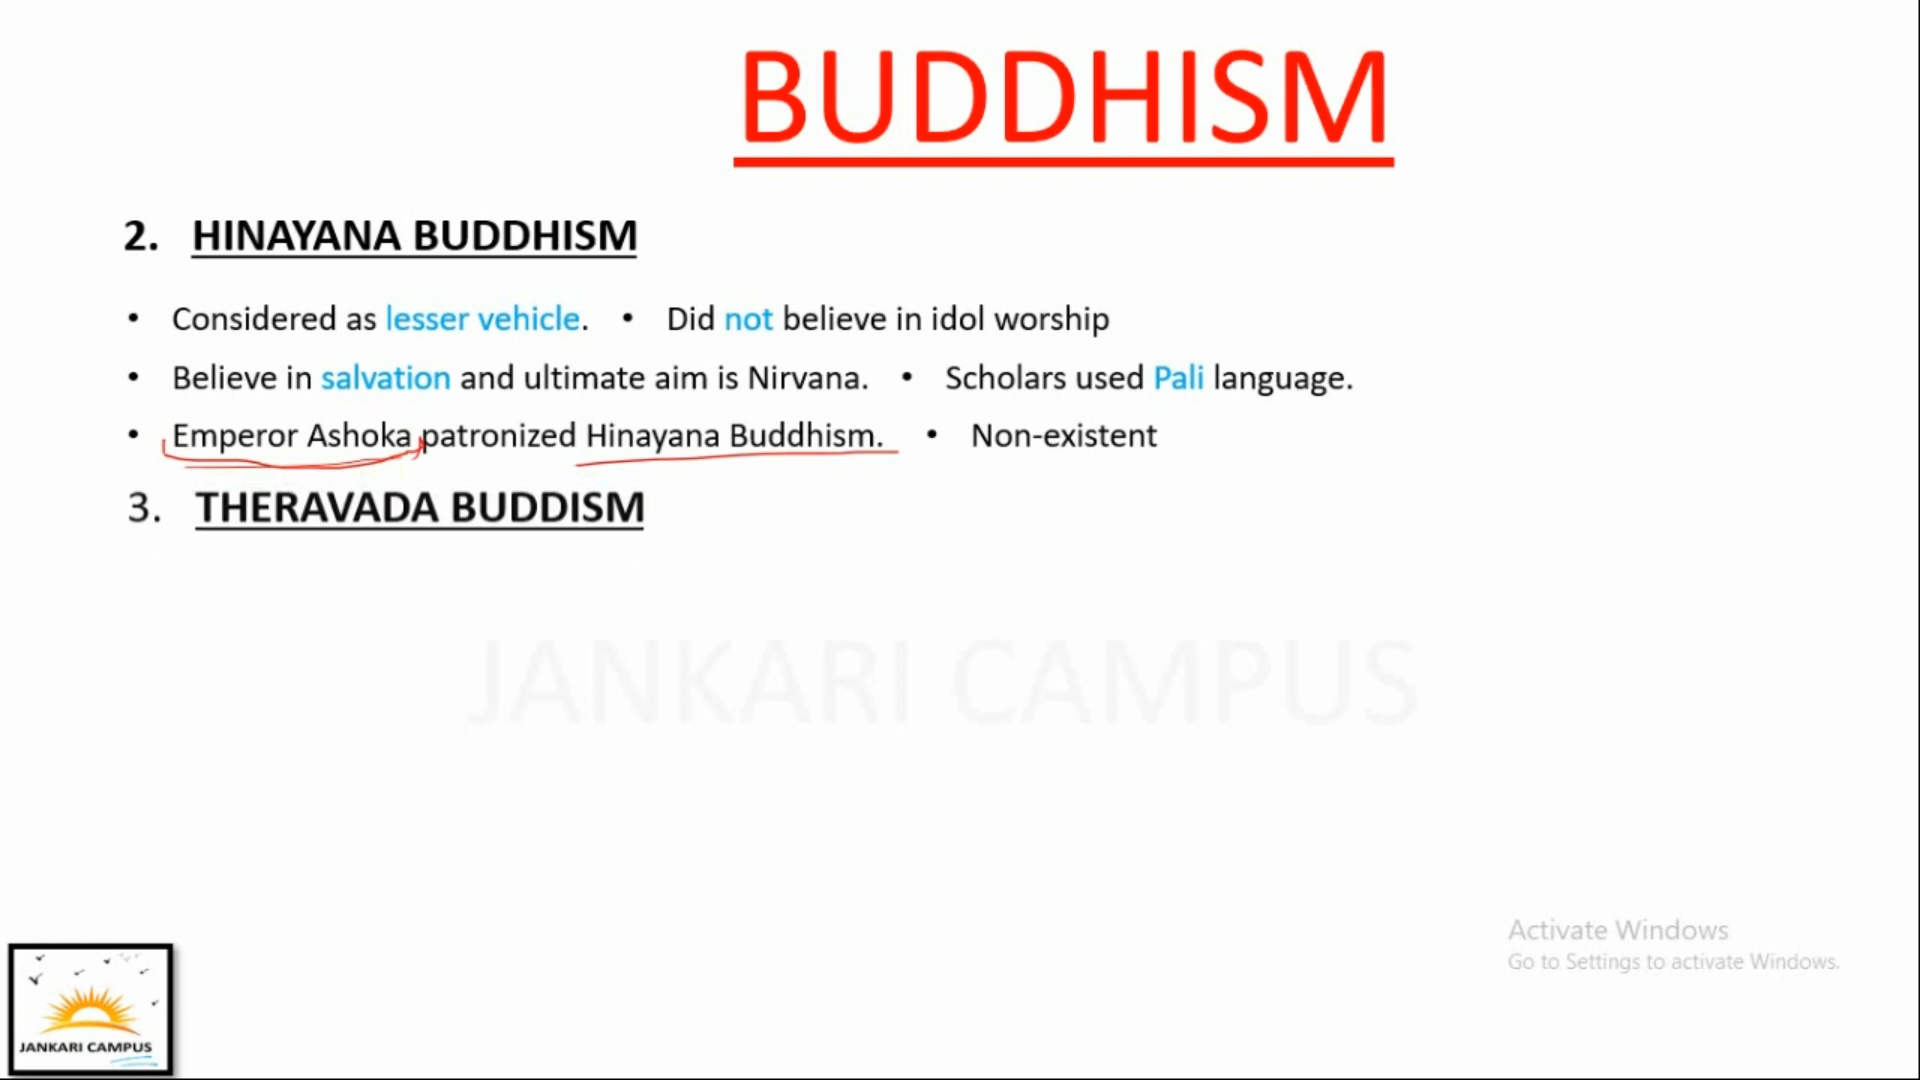 BUDDHISM
2. HINAYANA BUDDHISM
• Considered as lesser vehicle. • Did not believe in idol worship
• Believe in salvation and ultimate aim is Nirvana. • Scholars used Pali language.
• Emperor Ashoka patronized Hinayana Buddhism. • Non-existent
3. THERAVADA BUDDISM
JANKARI CAMPUS
Activate Windows
Go to Settings to activate Windows.
JANKARI CAMPUS